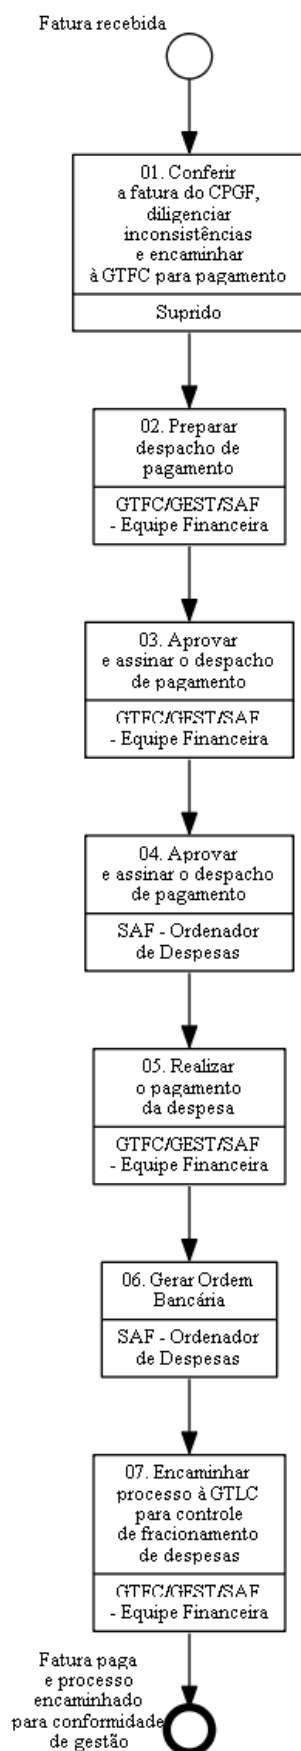 Fatura recebida
01. Conferir
a fatura do CPGF,
diligenciar
inconsistências
e encaminhar
à GTFC para pagamento
Suprido
02. Preparar
despacho de
pagamento
GTFC/GEST/SAF
- Equipe Financeira
03. Aprovar
e assinar o despacho
de pagamento
GTFC/GEST/SAF
- Equipe Financeira
04. Aprovar
e assinar o despacho
de pagamento
SAF - Ordenador
de Despesas
05. Realizar
o pagamento
da despesa
GTFC/GEST/SAF
- Equipe Financeira
06. Gerar Ordem
Bancária
SAF - Ordenador
de Despesas
07. Encaminhar
processo à GTLC
para controle
de fracionamento
de despesas
GTFC/GEST/SAF
- Equipe Financeira
Fatura paga
e processo
encaminhado
para conformidade
de gestão